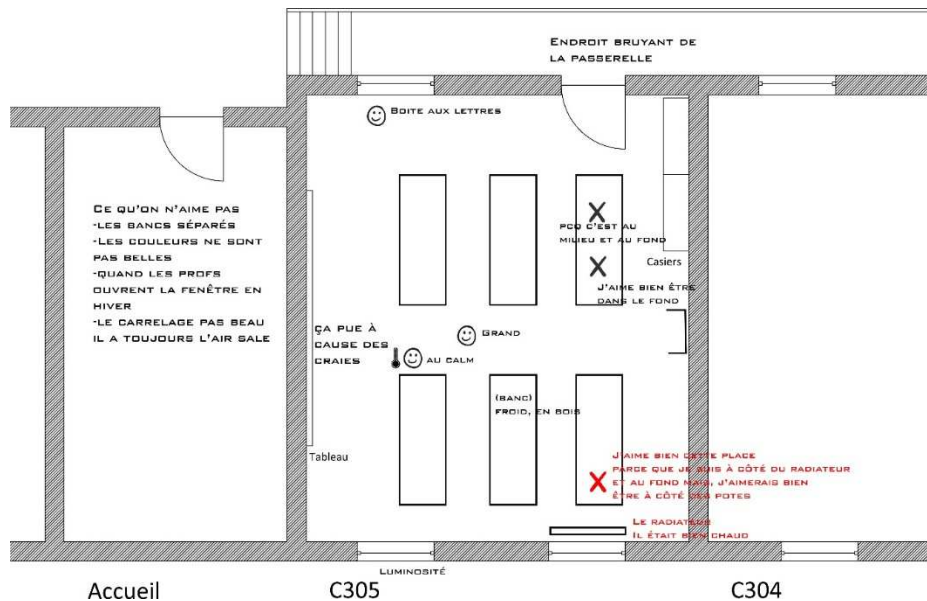 ENDROIT BRUYANT DE
LA PASSERELLE
BOITE AUX LETTRES
CE QU'ON N'AIME PAS
-LES BANCS SÉPARÉS
-LES COULEURS NE SONT
PAS BELLES
-QUAND LES PROFS
OUVRENT LA FENÊTRE EN
HIVER
-LE CARRELAGE PAS BEAU
IL A TOUJOURS L'AIR SALE
PCQ C'EST AU
MILIEU ET AU FOND
Casiers
J'AIME BIEN ÊTRE
DANS LE FOND
ÇA PUE À
CAUSE DES
CRAIES
GRAND
AU CALM
(BANC)
FROID, EN BOIS
Tableau
J'AIME BIEN CETTE PLACE
PARCE QUE JE SUIS À CÔTÉ DU RADIATEUR
ET AU FOND MAIS, J'AIMERAIS BIEN
ÊTRE À CÔTÉ DES POTES
LE RADIATEUR
IL ÉTAIT BIEN CHAUD
LUMINOSITÉ
Accueil
C305
C304